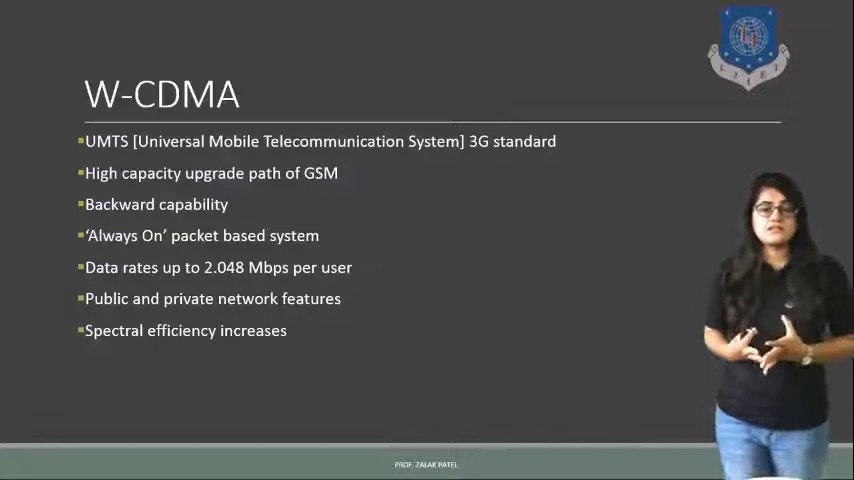 LJIET
W-CDMA
▪UMTS [Universal Mobile Telecommunication System] 3G standard
▪High capacity upgrade path of GSM
▪Backward capability
▪‘Always On’ packet based system
▪Data rates up to 2.048 Mbps per user
▪Public and private network features
▪Spectral efficiency increases
PROF. ZALAK PATEL